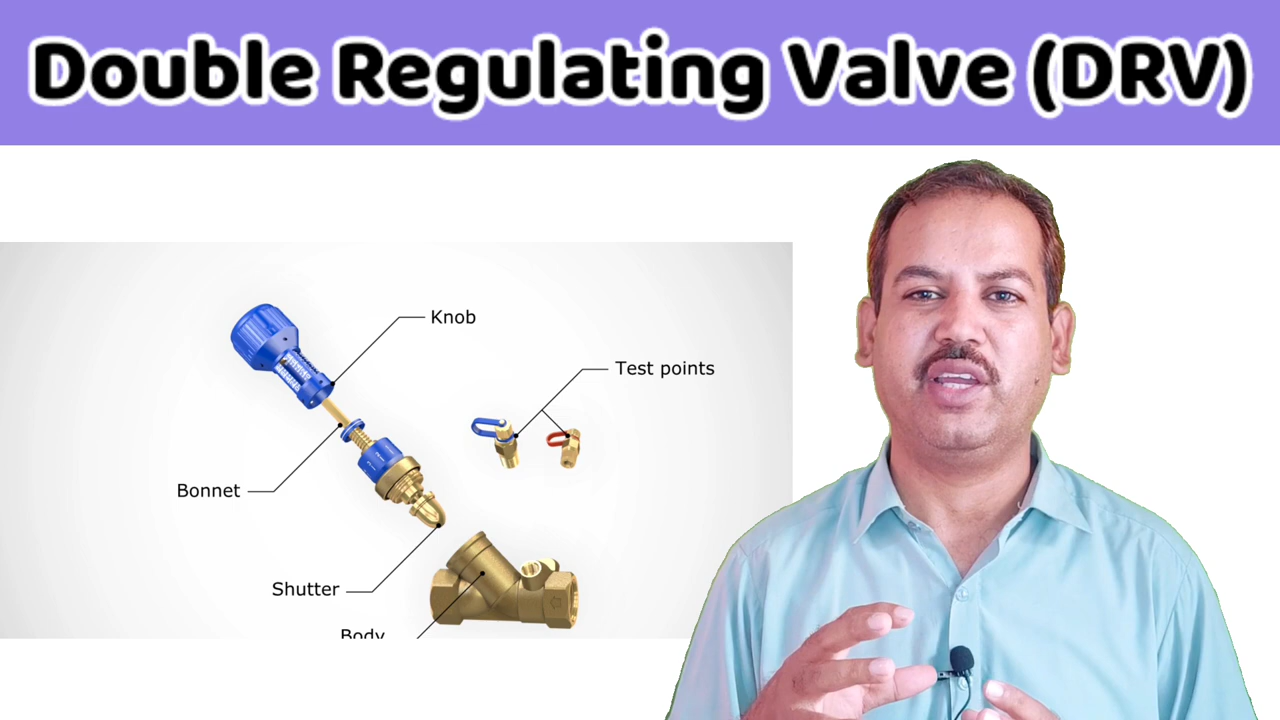 Double Regulating Valve (DRV)
Knob
Test points
Bonnet
Shutter
Body